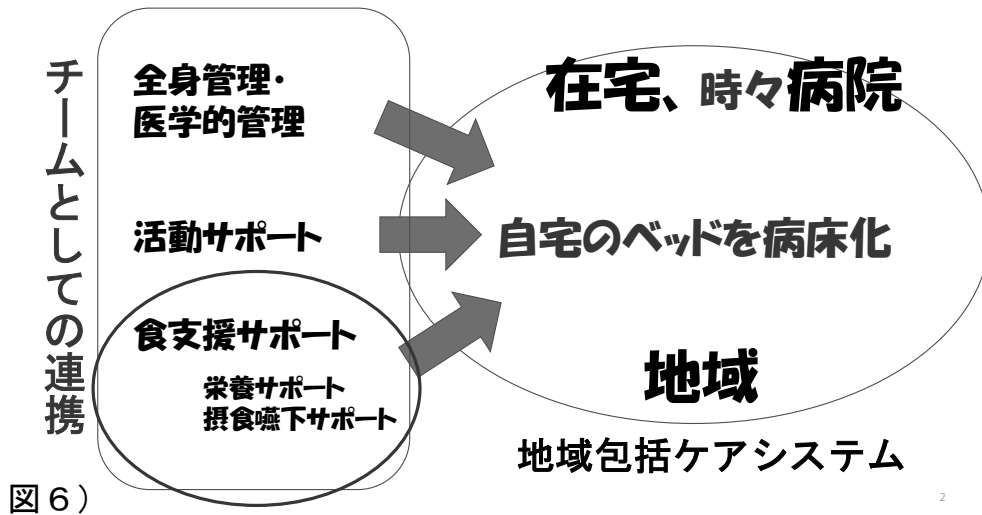 チームとしての連携
全身管理・
医学的管理
活動サポート
食支援サポート
栄養サポート
摂食嚥下サポート
在宅、時々病院
自宅のベッドを病床化
地域
地域包括ケアシステム
図６）
2